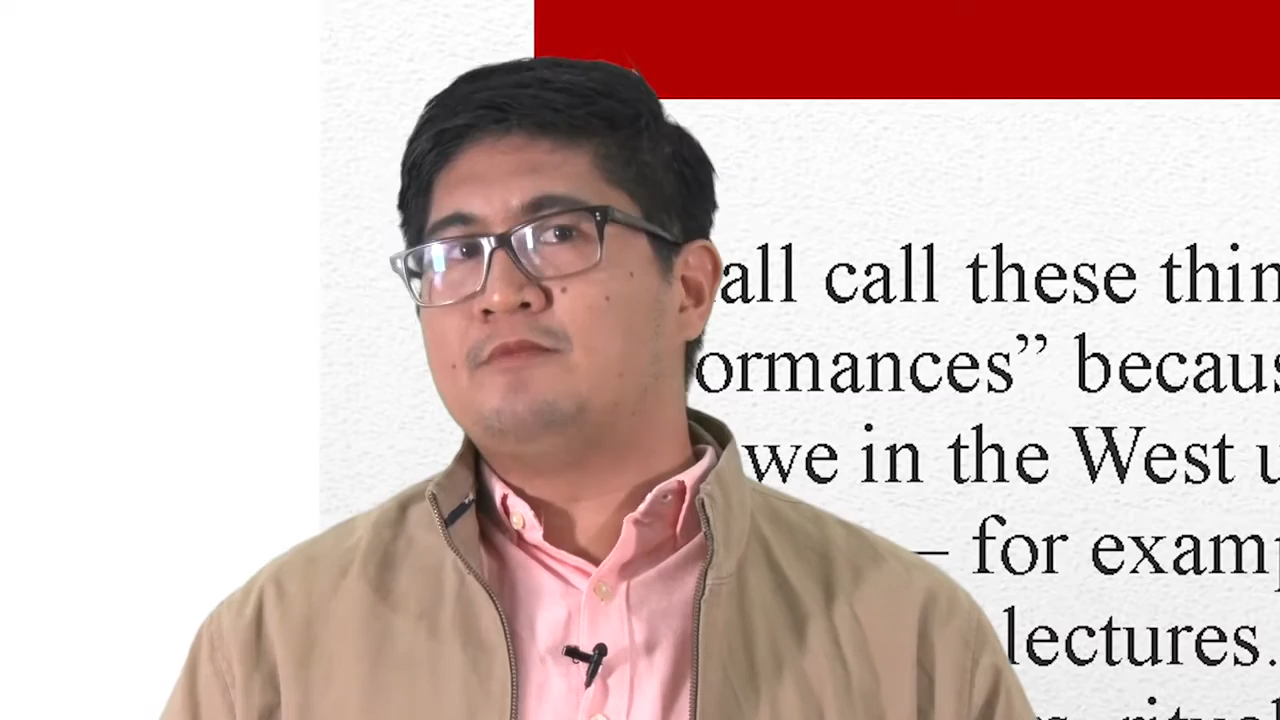 all call these thin
ormances” becaus
we in the West u
– for examp
lectures.